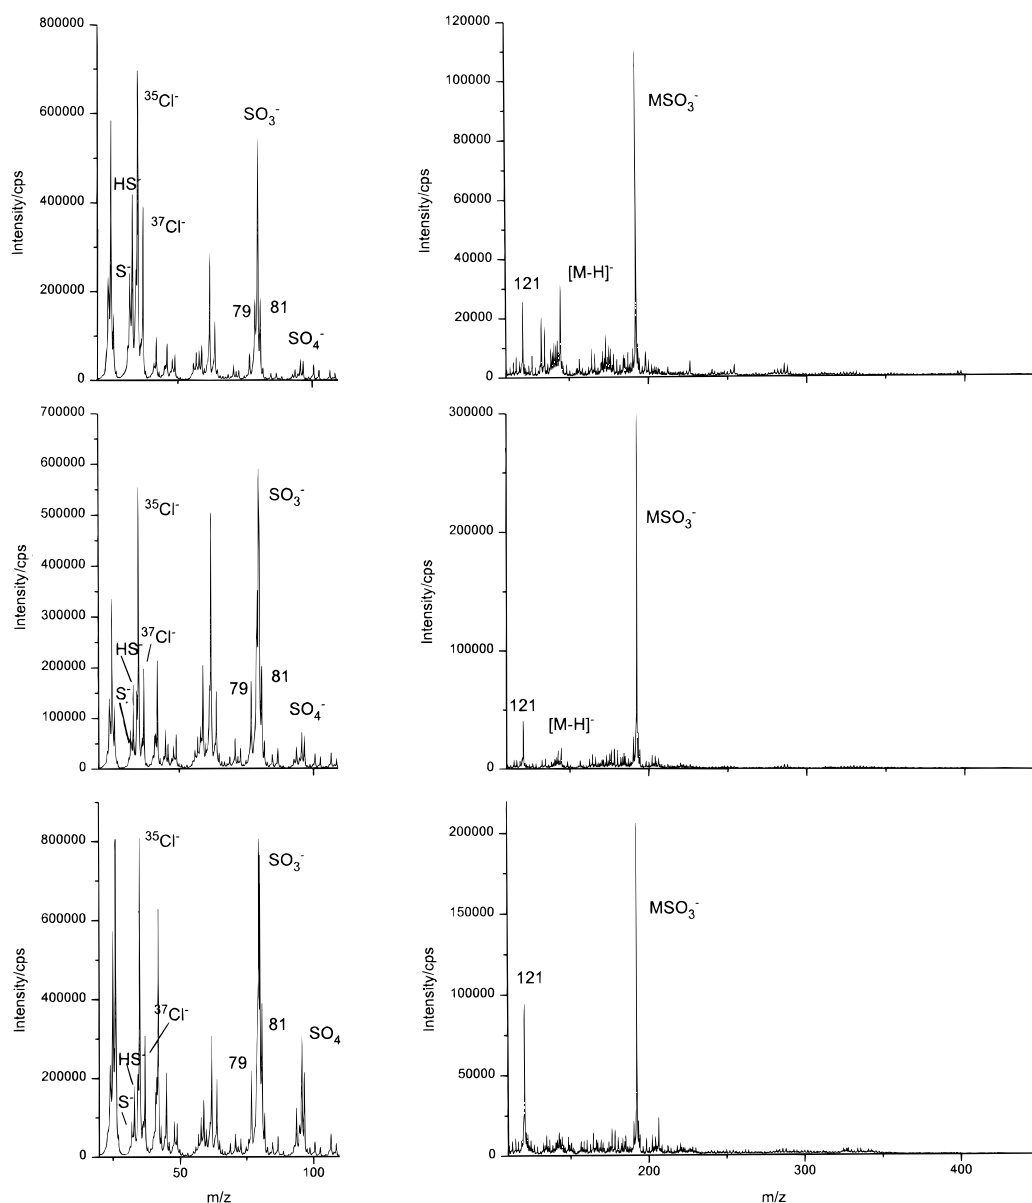 800000
600000
400000
200000
0
Intensity/cps
³⁵Cl⁻
SO₃⁻
HS⁻
³⁷Cl⁻
S⁻
79
81
SO₄⁻
120000
100000
80000
60000
40000
20000
0
Intensity/cps
MSO₃⁻
[M-H]⁻
121
700000
600000
500000
400000
300000
200000
100000
0
Intensity/cps
³⁵Cl⁻
SO₃⁻
³⁷Cl⁻
HS⁻
S⁻
79
81
SO₄⁻
300000
200000
100000
0
Intensity/cps
MSO₃⁻
121
[M-H]⁻
800000
600000
400000
200000
0
Intensity/cps
³⁵Cl⁻
SO₃⁻
³⁷Cl⁻
HS⁻
S⁻
79
81
SO₄
50
100
m/z
200000
150000
100000
50000
0
Intensity/cps
MSO₃⁻
121
200
300
400
m/z